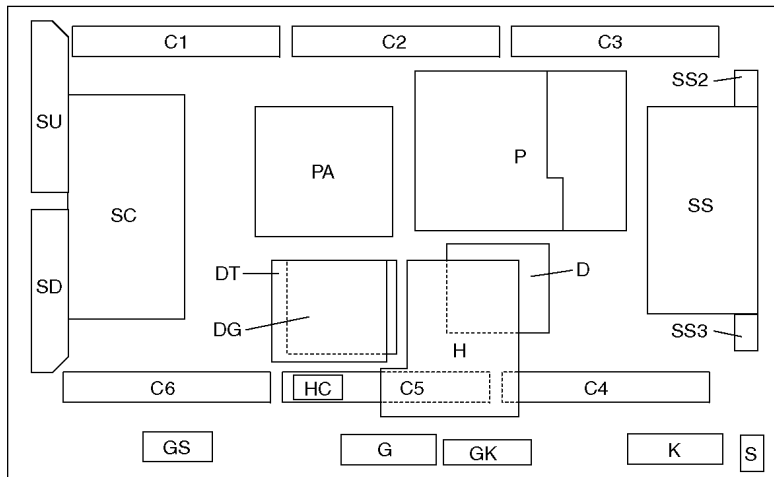 C1 C2 C3
SS2
SU
P
PA
SS
SC
DT
D
SD
DG
SS3
H
C6 HC C5 C4
GS G GK K S